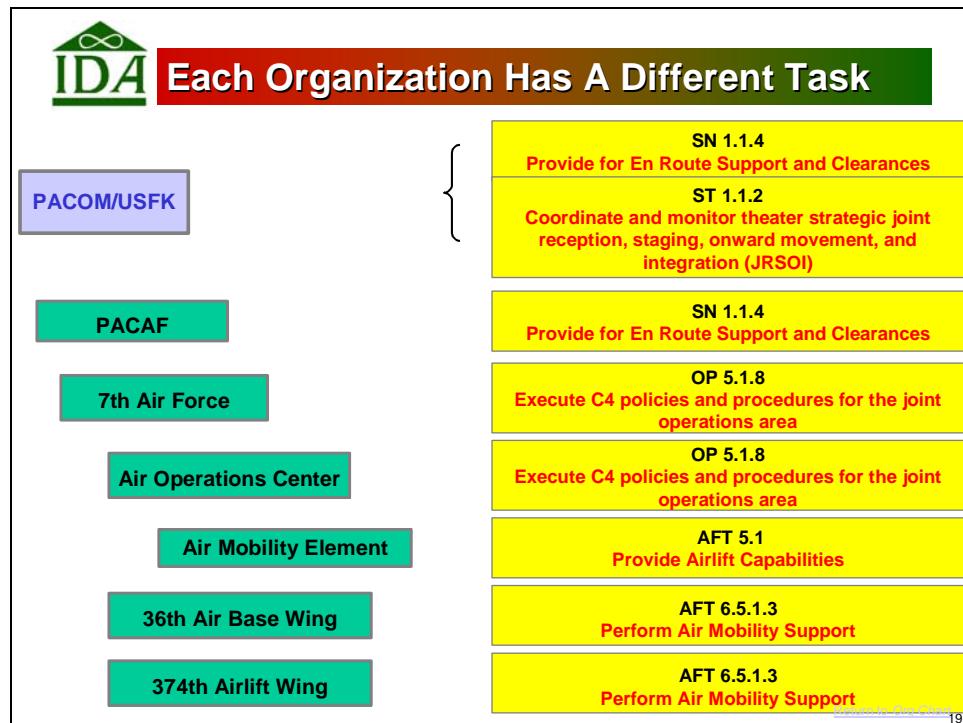 IDA
Each Organization Has A Different Task
PACOM/USFK
SN 1.1.4
Provide for En Route Support and Clearances
ST 1.1.2
Coordinate and monitor theater strategic joint
reception, staging, onward movement, and
integration (JRSOI)
PACAF
SN 1.1.4
Provide for En Route Support and Clearances
7th Air Force
OP 5.1.8
Execute C4 policies and procedures for the joint
operations area
Air Operations Center
OP 5.1.8
Execute C4 policies and procedures for the joint
operations area
Air Mobility Element
AFT 5.1
Provide Airlift Capabilities
36th Air Base Wing
AFT 6.5.1.3
Perform Air Mobility Support
374th Airlift Wing
AFT 6.5.1.3
Perform Air Mobility Support
Return to Org Chart
19